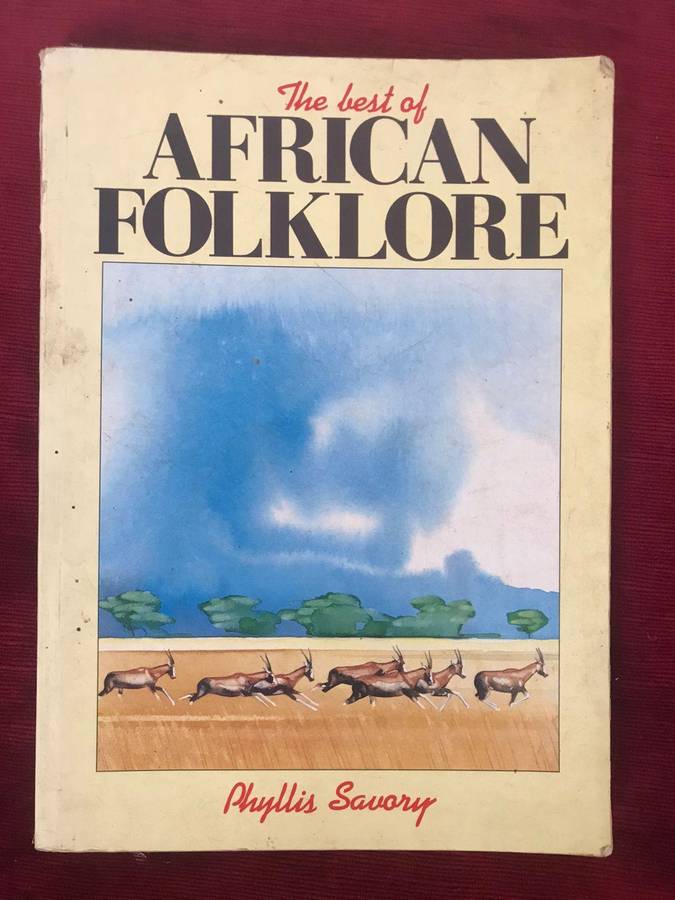 The best of
AFRICAN
FOLKLORE
Phyllis Savory